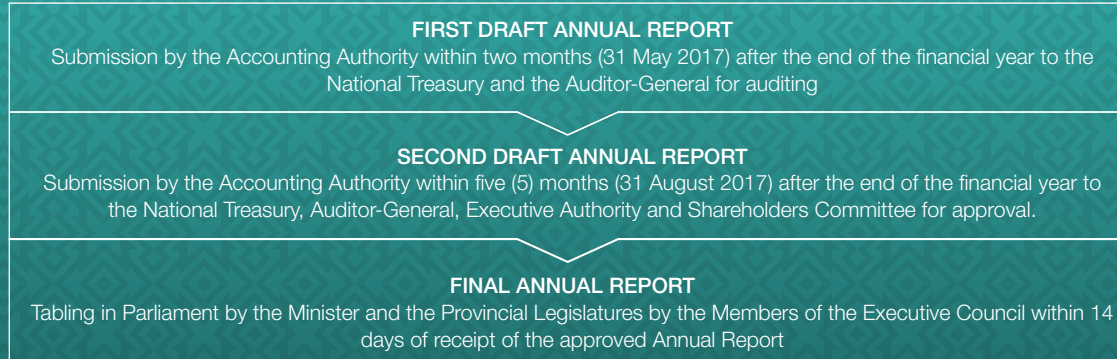 FIRST DRAFT ANNUAL REPORT
Submission by the Accounting Authority within two months (31 May 2017) after the end of the financial year to the
National Treasury and the Auditor-General for auditing
SECOND DRAFT ANNUAL REPORT
Submission by the Accounting Authority within five (5) months (31 August 2017) after the end of the financial year to
the National Treasury, Auditor-General, Executive Authority and Shareholders Committee for approval.
FINAL ANNUAL REPORT
Tabling in Parliament by the Minister and the Provincial Legislatures by the Members of the Executive Council within 14
days of receipt of the approved Annual Report